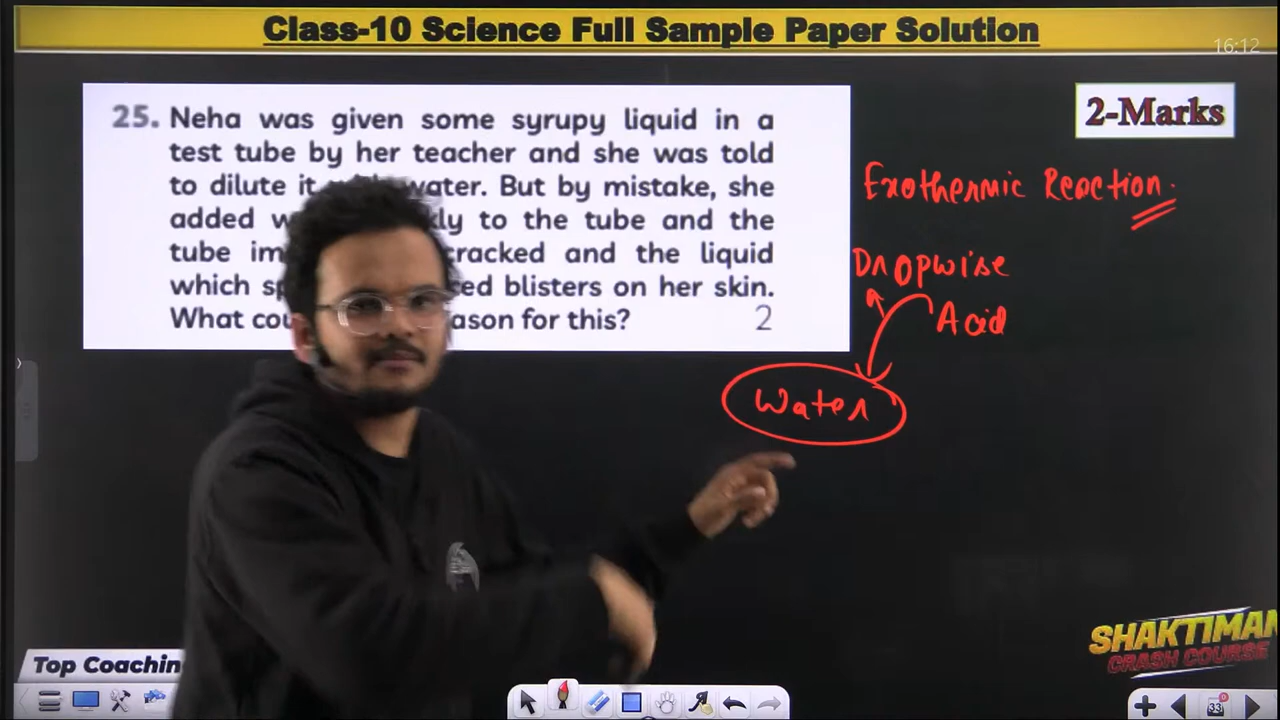 Class-10 Science Full Sample Paper Solution
16:12
2-Marks
25. Neha was given some syrupy liquid in a
test tube by her teacher and she was told
to dilute it water. But by mistake, she
added to the tube and the
tube cracked and the liquid
which blisters on her skin.
What for this? 2
Exothermic Reaction.
Dropwise
Acid
Water
Top Coachin
SHAKTIMAN
CRASH COURSE
33